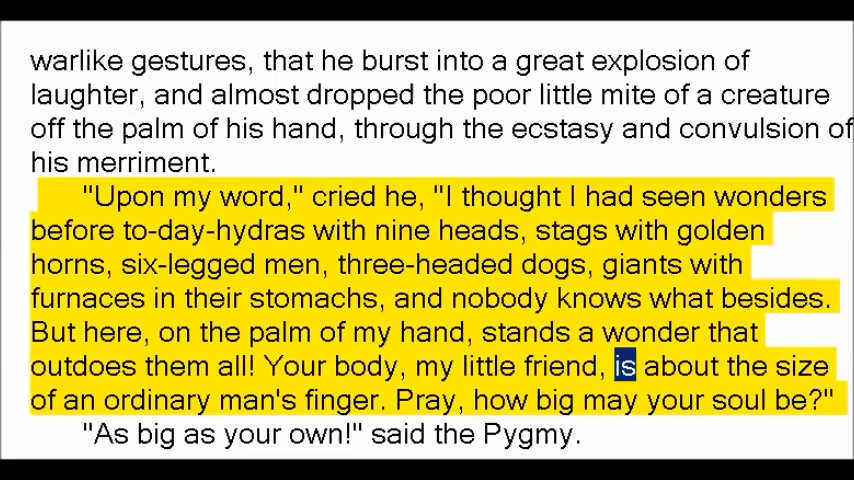 warlike gestures, that he burst into a great explosion of
laughter, and almost dropped the poor little mite of a creature
off the palm of his hand, through the ecstasy and convulsion of
his merriment.
"Upon my word," cried he, "I thought I had seen wonders
before to-day-hydras with nine heads, stags with golden
horns, six-legged men, three-headed dogs, giants with
furnaces in their stomachs, and nobody knows what besides.
But here, on the palm of my hand, stands a wonder that
outdoes them all! Your body, my little friend, is about the size
of an ordinary man's finger. Pray, how big may your soul be?"
"As big as your own!" said the Pygmy.